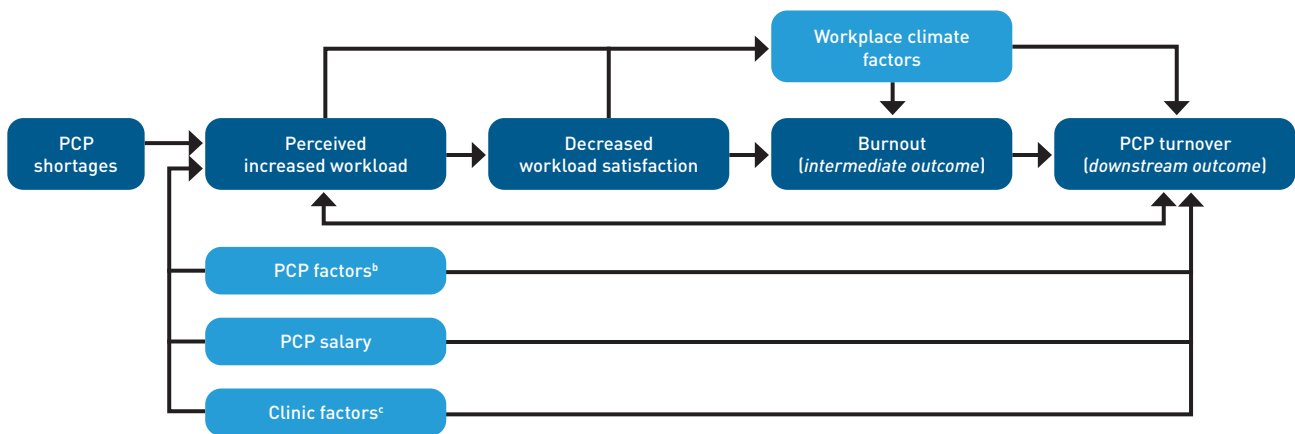 Workplace climate
factors
PCP
shortages
Perceived
increased workload
Decreased
workload satisfaction
Burnout
(intermediate outcome)
PCP turnover
(downstream outcome)
PCP factorsᵇ
PCP salary
Clinic factorsᶜ